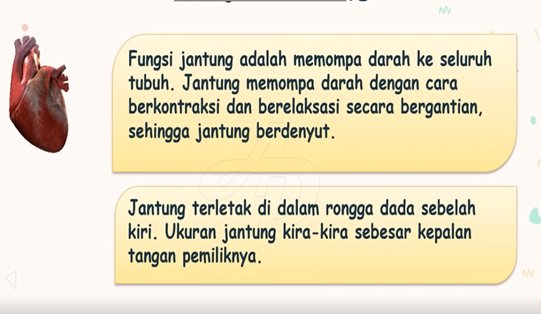 Fungsi jantung adalah memompa darah ke seluruh
tubuh. Jantung memompa darah dengan cara
berkontraksi dan berelaksasi secara bergantian,
sehingga jantung berdenyut.
Jantung terletak di dalam rongga dada sebelah
kiri. Ukuran jantung kira-kira sebesar kepalan
tangan pemiliknya.